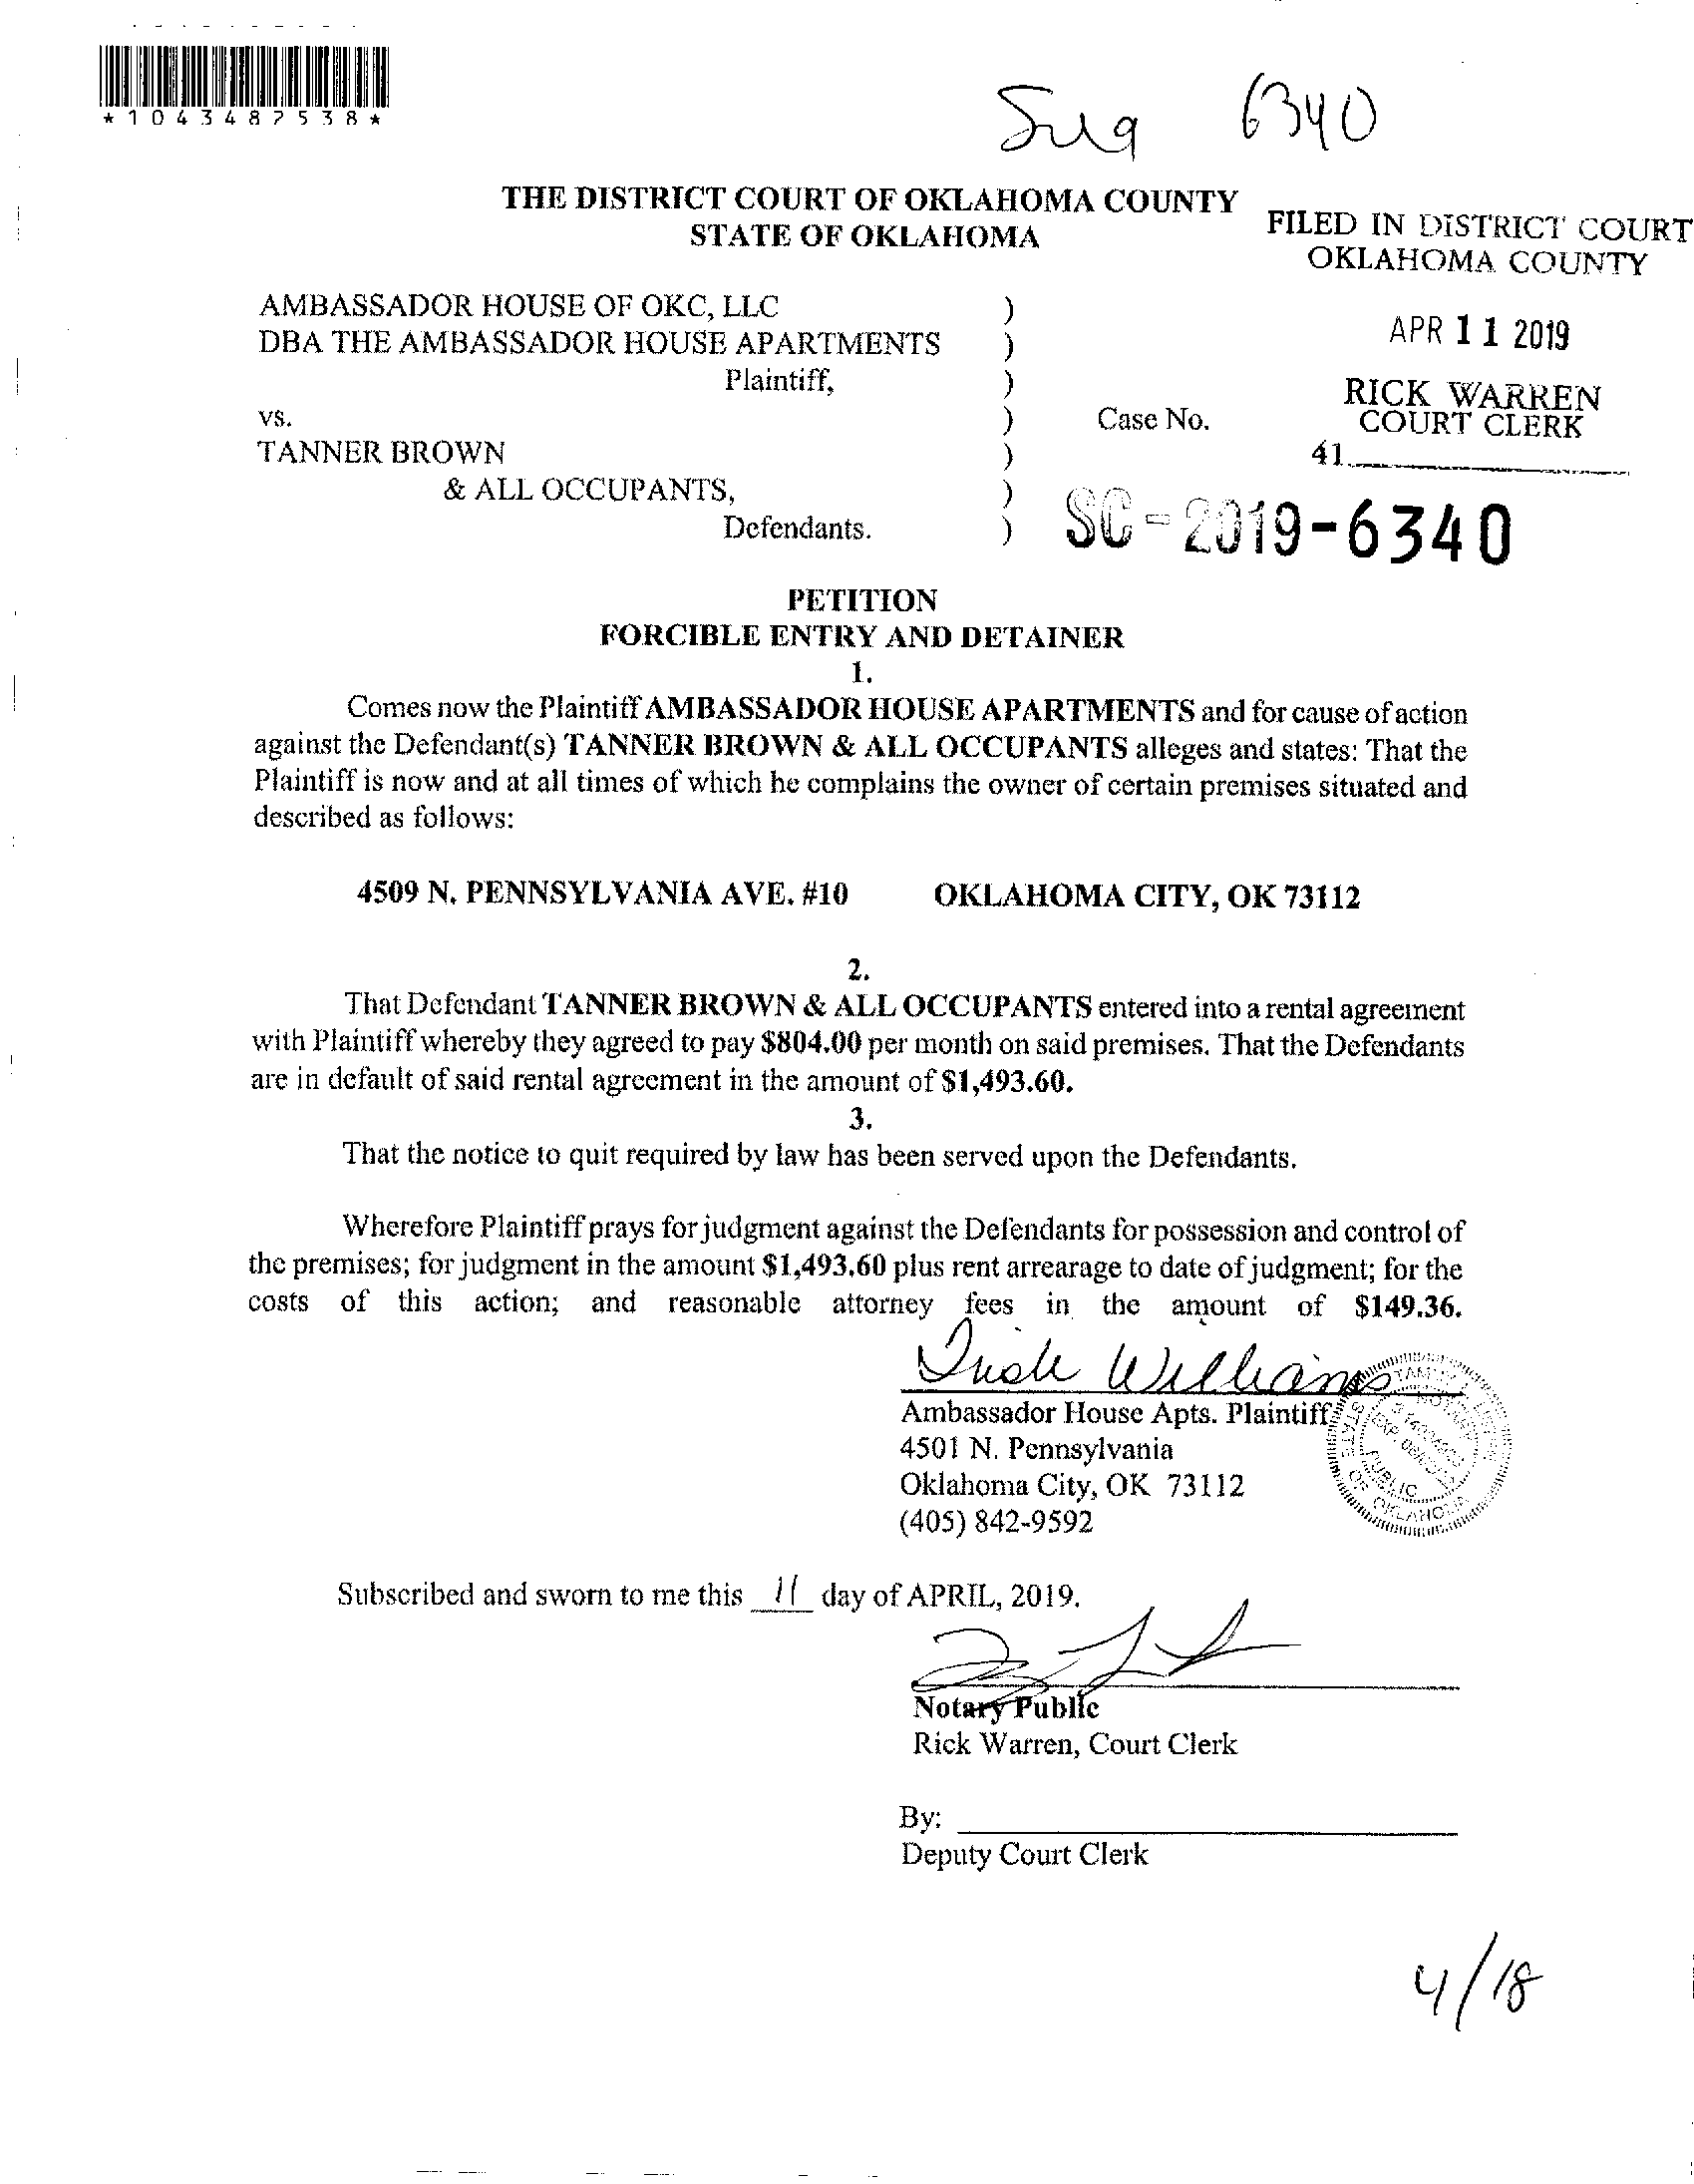 *1043487538*
6340
THE DISTRICT COURT OF OKLAHOMA COUNTY
STATE OF OKLAHOMA
FILED IN DISTRICT COURT
OKLAHOMA COUNTY
APR 11 2019
RICK WARREN
COURT CLERK
41
AMBASSADOR HOUSE OF OKC, LLC )
DBA THE AMBASSADOR HOUSE APARTMENTS )
Plaintiff, )
vs. ) Case No.
TANNER BROWN )
& ALL OCCUPANTS, )
Defendants. )
SC-2019-6340
PETITION
FORCIBLE ENTRY AND DETAINER
1.
Comes now the Plaintiff AMBASSADOR HOUSE APARTMENTS and for cause of action
against the Defendant(s) TANNER BROWN & ALL OCCUPANTS alleges and states: That the
Plaintiff is now and at all times of which he complains the owner of certain premises situated and
described as follows:
4509 N. PENNSYLVANIA AVE. #10 OKLAHOMA CITY, OK 73112
2.
That Defendant TANNER BROWN & ALL OCCUPANTS entered into a rental agreement
with Plaintiff whereby they agreed to pay $804.00 per month on said premises. That the Defendants
are in default of said rental agreement in the amount of $1,493.60.
3.
That the notice to quit required by law has been served upon the Defendants.
Wherefore Plaintiff prays for judgment against the Defendants for possession and control of
the premises; for judgment in the amount $1,493.60 plus rent arrearage to date of judgment; for the
costs of this action; and reasonable attorney fees in the amount of $149.36.
Trish Williams
Ambassador House Apts. Plaintiff
4501 N. Pennsylvania
Oklahoma City, OK 73112
(405) 842-9592
NOTARY
PUBLIC
STATE OF OKLAHOMA
Subscribed and sworn to me this 11 day of APRIL, 2019.
Notary Public
Rick Warren, Court Clerk
By:
Deputy Court Clerk
4/18